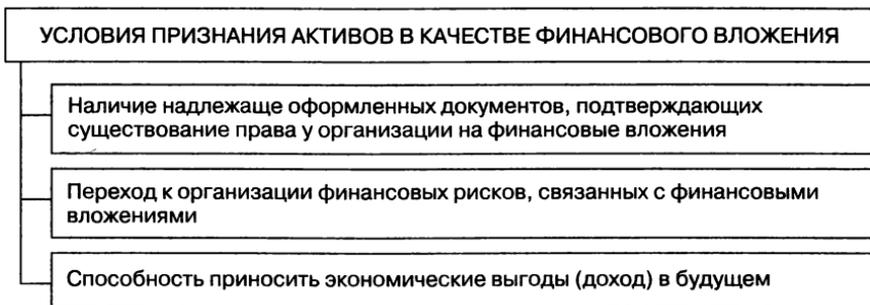 УСЛОВИЯ ПРИЗНАНИЯ АКТИВОВ В КАЧЕСТВЕ ФИНАНСОВОГО ВЛОЖЕНИЯ
Наличие надлежаще оформленных документов, подтверждающих
существование права у организации на финансовые вложения
Переход к организации финансовых рисков, связанных с финансовыми
вложениями
Способность приносить экономические выгоды (доход) в будущем